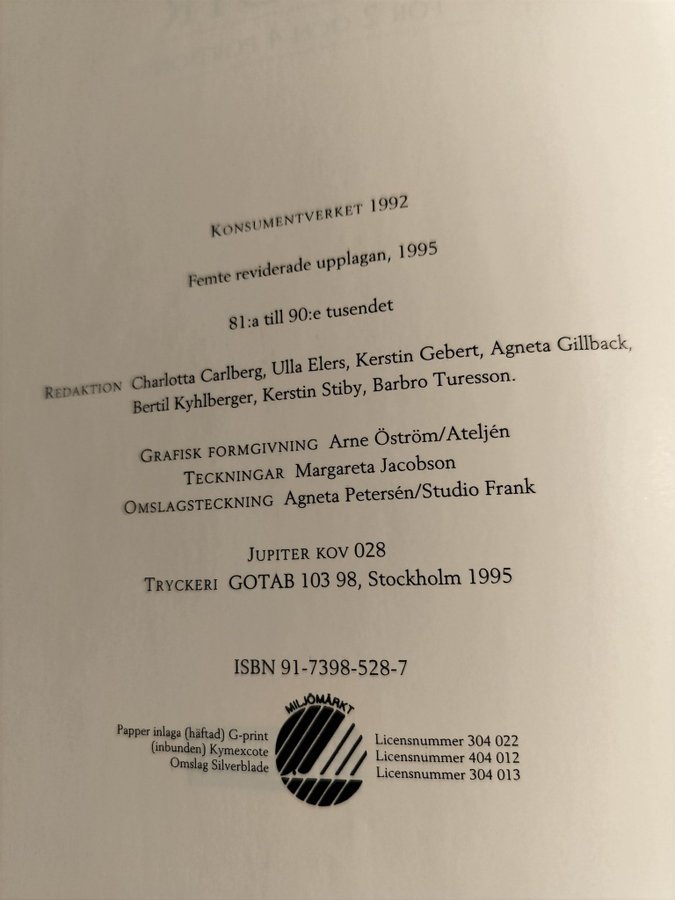 KONSUMENTVERKET 1992
Femte reviderade upplagan, 1995
81:a till 90:e tusendet
REDAKTION Charlotta Carlberg, Ulla Elers, Kerstin Gebert, Agneta Gillback,
Bertil Kyhlberger, Kerstin Stiby, Barbro Turesson.
GRAFISK FORMGIVNING Arne Öström/Ateljén
TECKNINGAR Margareta Jacobson
OMSLAGSTECKNING Agneta Petersén/Studio Frank
JUPITER KOV 028
TRYCKERI GOTAB 103 98, Stockholm 1995
ISBN 91-7398-528-7
MILJÖMÄRKT
Papper inlaga (häftad) G-print
(inbunden) Kymexcote
Omslag Silverblade
Licensnummer 304 022
Licensnummer 404 012
Licensnummer 304 013